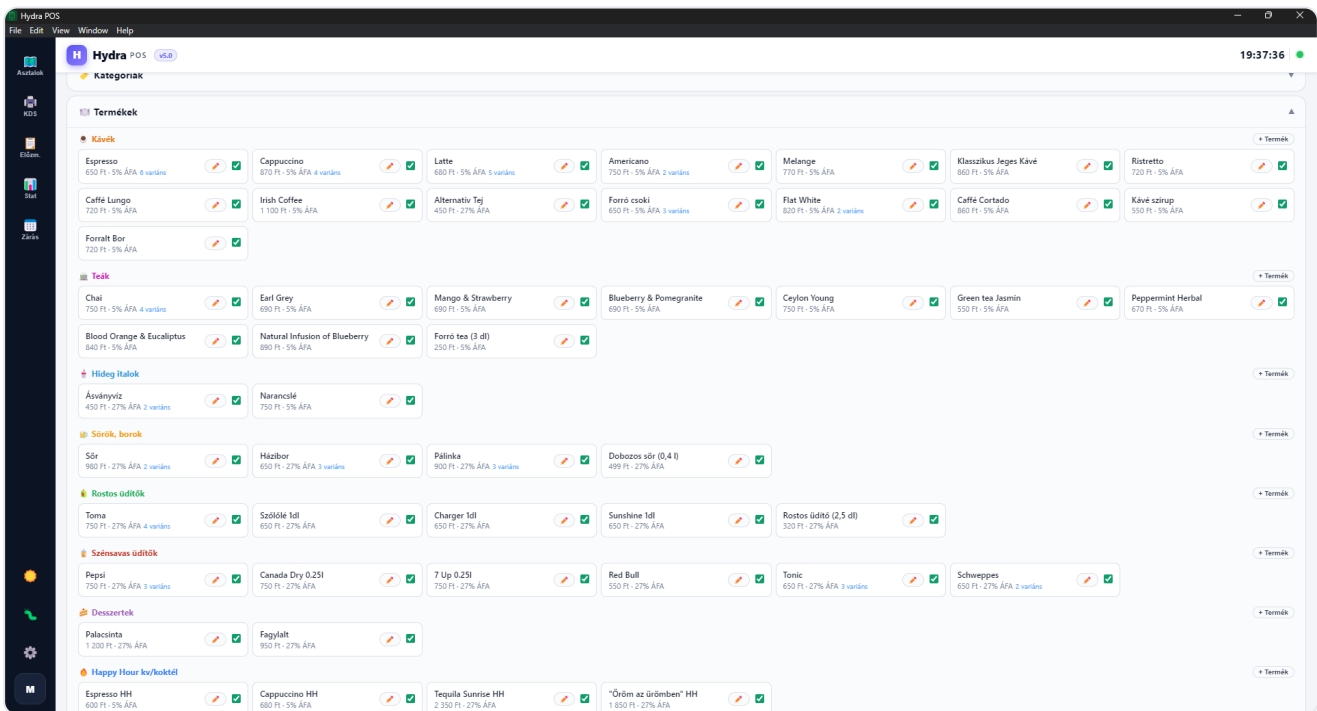 Hydra POS
File Edit View Window Help
H Hydra POS v5.0 19:37:36
Asztalok
KDS
Előzm.
Stat
Zárás
M
Kategóriák
Termékek
Kávék + Termék
Espresso
650 Ft · 5% ÁFA 6 variáns
Cappuccino
870 Ft · 5% ÁFA 4 variáns
Latte
680 Ft · 5% ÁFA 5 variáns
Americano
750 Ft · 5% ÁFA 2 variáns
Melange
770 Ft · 5% ÁFA
Klasszikus Jeges Kávé
860 Ft · 5% ÁFA
Ristretto
720 Ft · 5% ÁFA
Caffé Lungo
720 Ft · 5% ÁFA
Irish Coffee
1 100 Ft · 5% ÁFA
Alternatív Tej
450 Ft · 27% ÁFA
Forró csoki
650 Ft · 5% ÁFA 3 variáns
Flat White
820 Ft · 5% ÁFA 2 variáns
Caffé Cortado
860 Ft · 5% ÁFA
Kávé szirup
550 Ft · 5% ÁFA
Forralt Bor
720 Ft · 5% ÁFA
Teák + Termék
Chai
750 Ft · 5% ÁFA 4 variáns
Earl Grey
690 Ft · 5% ÁFA
Mango & Strawberry
690 Ft · 5% ÁFA
Blueberry & Pomegranite
690 Ft · 5% ÁFA
Ceylon Young
750 Ft · 5% ÁFA
Green tea Jasmin
550 Ft · 5% ÁFA
Peppermint Herbal
670 Ft · 5% ÁFA
Blood Orange & Eucaliptus
840 Ft · 5% ÁFA
Natural Infusion of Blueberry
890 Ft · 5% ÁFA
Forró tea (3 dl)
250 Ft · 5% ÁFA
Hideg italok + Termék
Ásványvíz
450 Ft · 27% ÁFA 2 variáns
Narancslé
750 Ft · 5% ÁFA
Sörök, borok + Termék
Sör
980 Ft · 27% ÁFA 2 variáns
Házibor
650 Ft · 27% ÁFA 3 variáns
Pálinka
900 Ft · 27% ÁFA 3 variáns
Dobozos sör (0,4 l)
499 Ft · 27% ÁFA
Rostos üdítők + Termék
Toma
750 Ft · 27% ÁFA 4 variáns
Szőlőlé 1dl
650 Ft · 27% ÁFA
Charger 1dl
650 Ft · 27% ÁFA
Sunshine 1dl
650 Ft · 27% ÁFA
Rostos üdítő (2,5 dl)
320 Ft · 27% ÁFA
Szénsavas üdítők + Termék
Pepsi
750 Ft · 27% ÁFA 3 variáns
Canada Dry 0.25l
750 Ft · 27% ÁFA
7 Up 0.25l
750 Ft · 27% ÁFA
Red Bull
550 Ft · 27% ÁFA
Tonic
650 Ft · 27% ÁFA 3 variáns
Schweppes
650 Ft · 27% ÁFA 2 variáns
Desszertek + Termék
Palacsinta
1 200 Ft · 27% ÁFA
Fagylalt
950 Ft · 27% ÁFA
Happy Hour kv/koktél + Termék
Espresso HH
600 Ft · 5% ÁFA
Cappuccino HH
680 Ft · 5% ÁFA
Tequila Sunrise HH
2 350 Ft · 27% ÁFA
"Öröm az ürömben" HH
1 850 Ft · 27% ÁFA